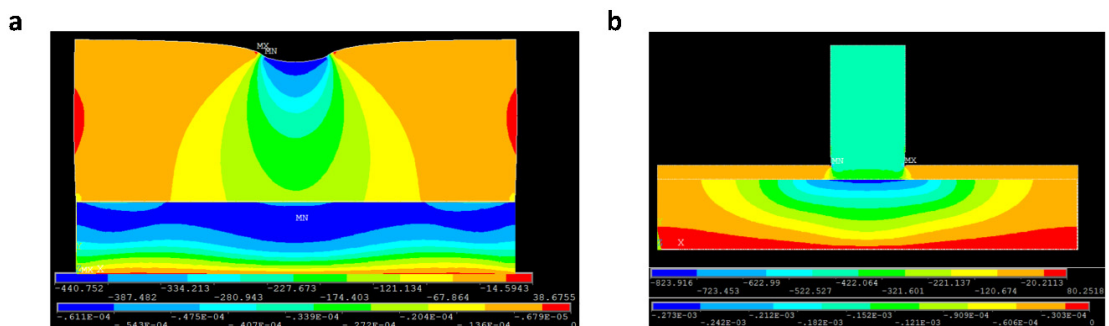 a
b
MX
MN
MN
MN
MX
X
-440.752 -334.213 -227.673 -121.134 -14.5943
-387.482 -280.943 -174.403 -67.864 38.6755
-.611E-04 -.475E-04 -.339E-04 -.204E-04 -.679E-05
-.543E-04 -.407E-04 -.272E-04 -.136E-04 0
-823.916 -622.99 -422.064 -221.137 -20.2113
-723.453 -522.527 -321.601 -120.674 80.2518
-.273E-03 -.212E-03 -.152E-03 -.909E-04 -.303E-04
-.242E-03 -.182E-03 -.121E-03 -.606E-04 0